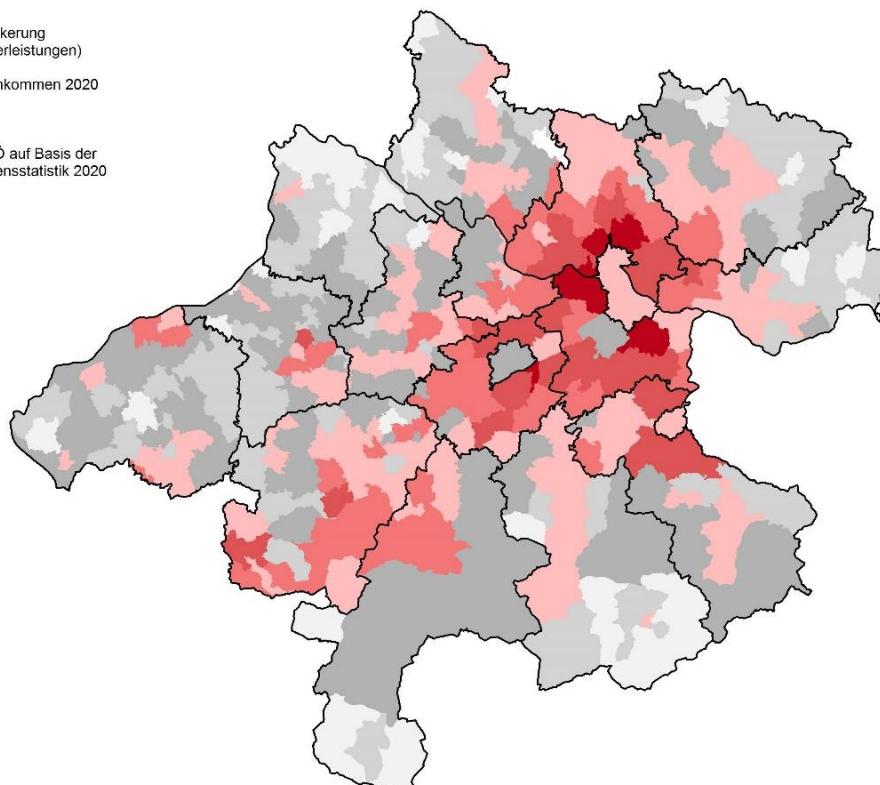 kerung
erleistungen)
nkommen 2020
Ö auf Basis der
ensstatistik 2020